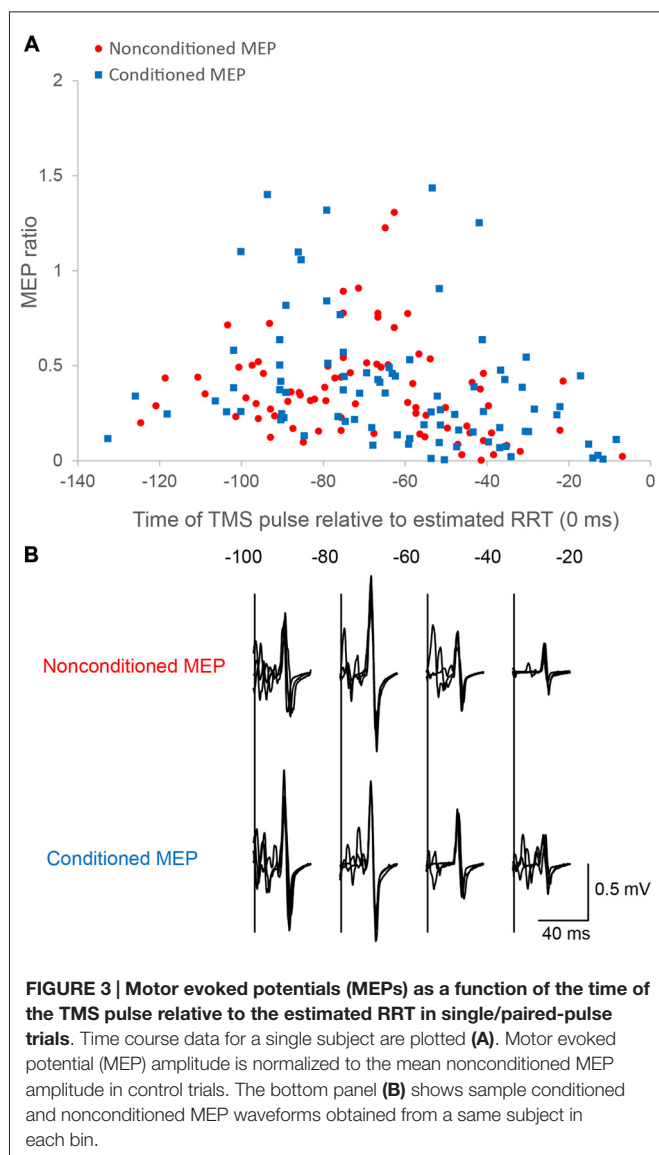 A
Nonconditioned MEP
Conditioned MEP
2
1.5
1
0.5
0
MEP ratio
-140 -120 -100 -80 -60 -40 -20 0
Time of TMS pulse relative to estimated RRT (0 ms)
B
-100 -80 -60 -40 -20
Nonconditioned MEP
Conditioned MEP
0.5 mV
40 ms
FIGURE 3 | Motor evoked potentials (MEPs) as a function of the time of
the TMS pulse relative to the estimated RRT in single/paired-pulse
trials. Time course data for a single subject are plotted (A). Motor evoked
potential (MEP) amplitude is normalized to the mean nonconditioned MEP
amplitude in control trials. The bottom panel (B) shows sample conditioned
and nonconditioned MEP waveforms obtained from a same subject in
each bin.